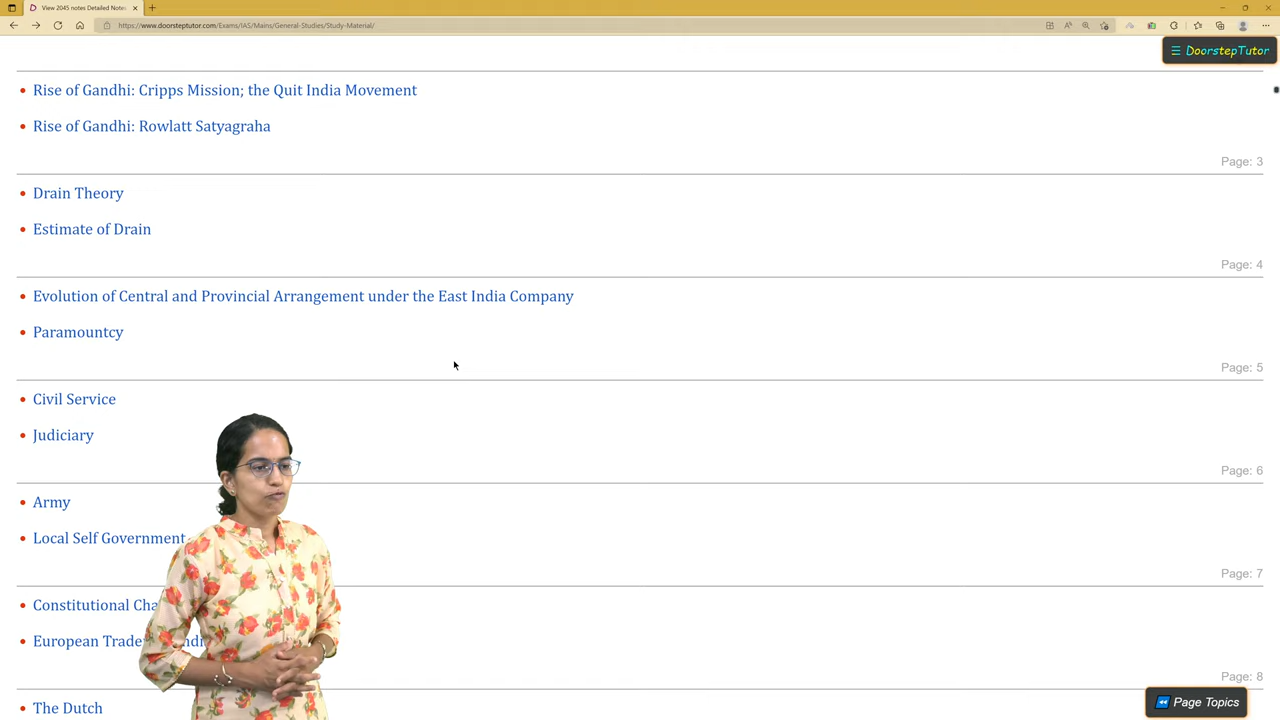 View 2045 notes Detailed Notes
https://www.doorsteptutor.com/Exams/IAS/Mains/General-Studies/Study-Material/
DoorstepTutor
Rise of Gandhi: Cripps Mission; the Quit India Movement
Rise of Gandhi: Rowlatt Satyagraha
Page: 3
Drain Theory
Estimate of Drain
Page: 4
Evolution of Central and Provincial Arrangement under the East India Company
Paramountcy
Page: 5
Civil Service
Judiciary
Page: 6
Army
Local Self Government
Page: 7
Constitutional Cha
European Trade
Page: 8
The Dutch
Page Topics